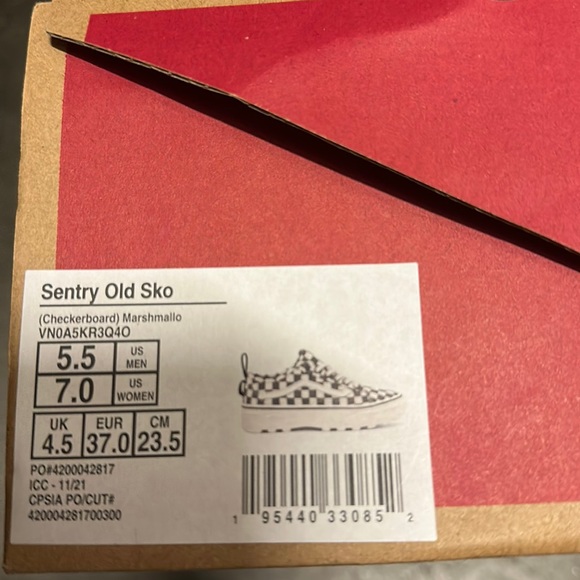 Sentry Old Sko
(Checkerboard) Marshmallo
VN0A5KR3Q4O
5.5 US MEN
7.0 US WOMEN
UK EUR CM
4.5 37.0 23.5
PO#4200042817
ICC - 11/21
CPSIA PO/CUT#
420004281700300
1 95440 33085 2